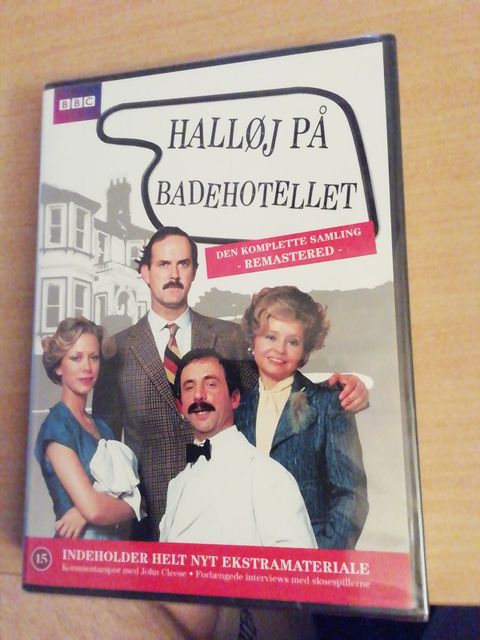 BBC
HALLØJ PÅ
BADEHOTELLET
DEN KOMPLETTE SAMLING
- REMASTERED -
15
INDEHOLDER HELT NYT EKSTRAMATERIALE
Kommentarspor med John Cleese • Forlængede interviews med skuespillerne